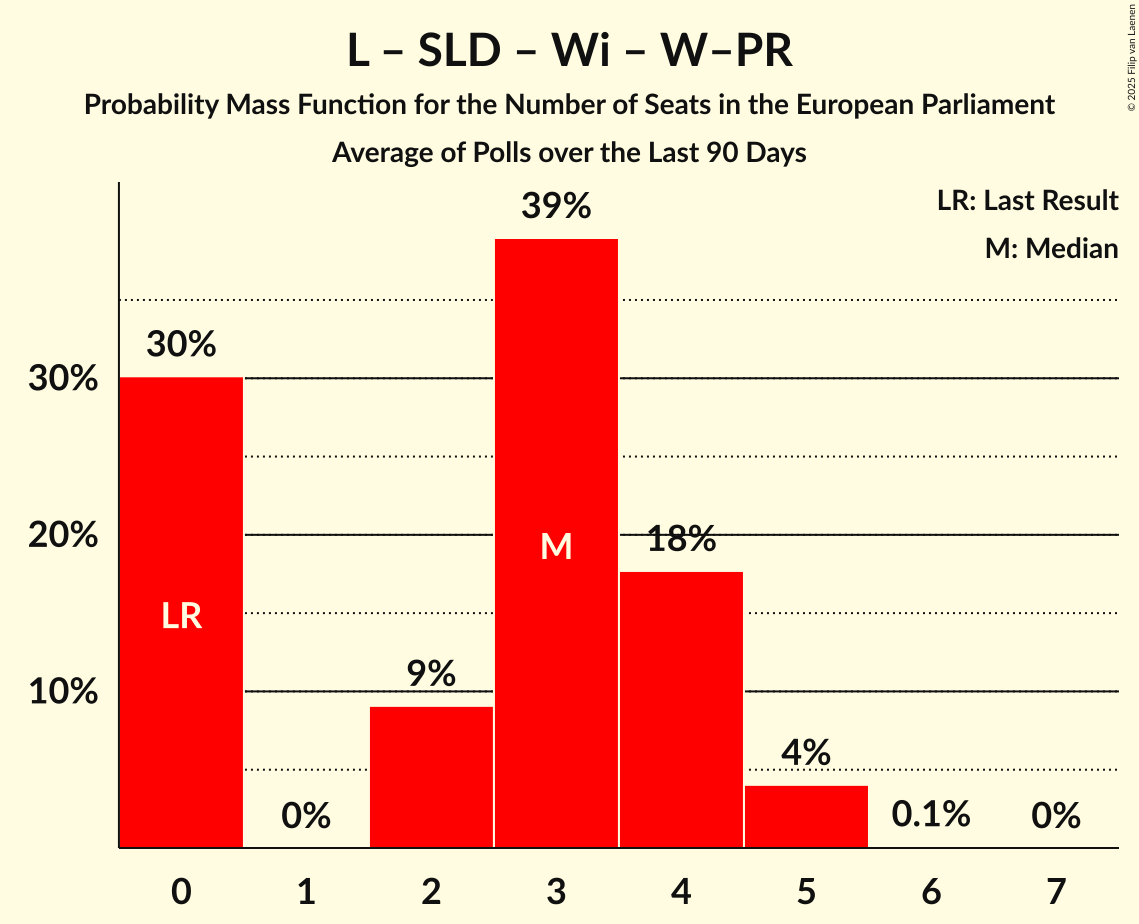 L – SLD – Wi – W–PR
Probability Mass Function for the Number of Seats in the European Parliament
Average of Polls over the Last 90 Days
© 2025 Filip van Laenen
LR: Last Result
M: Median
39%
30%
30%
20%
18%
M
LR
10%
9%
4%
0%
0.1%
0%
0 1 2 3 4 5 6 7